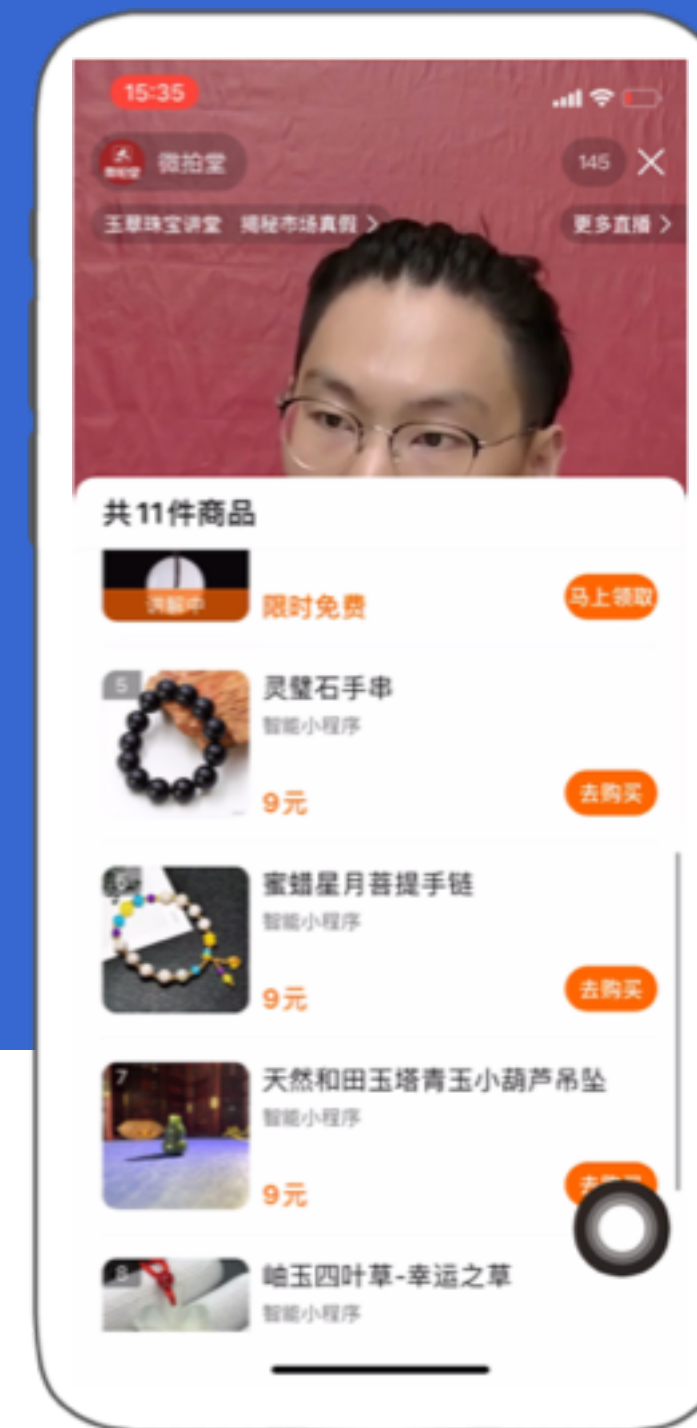 15:35
微拍堂
145
玉翠珠宝讲堂 揭秘市场真假
更多直播
共11件商品
讲解中
限时免费
马上领取
5
灵璧石手串
智能小程序
9元
去购买
6
蜜蜡星月菩提手链
智能小程序
9元
去购买
7
天然和田玉塔青玉小葫芦吊坠
智能小程序
9元
8
岫玉四叶草-幸运之草
智能小程序